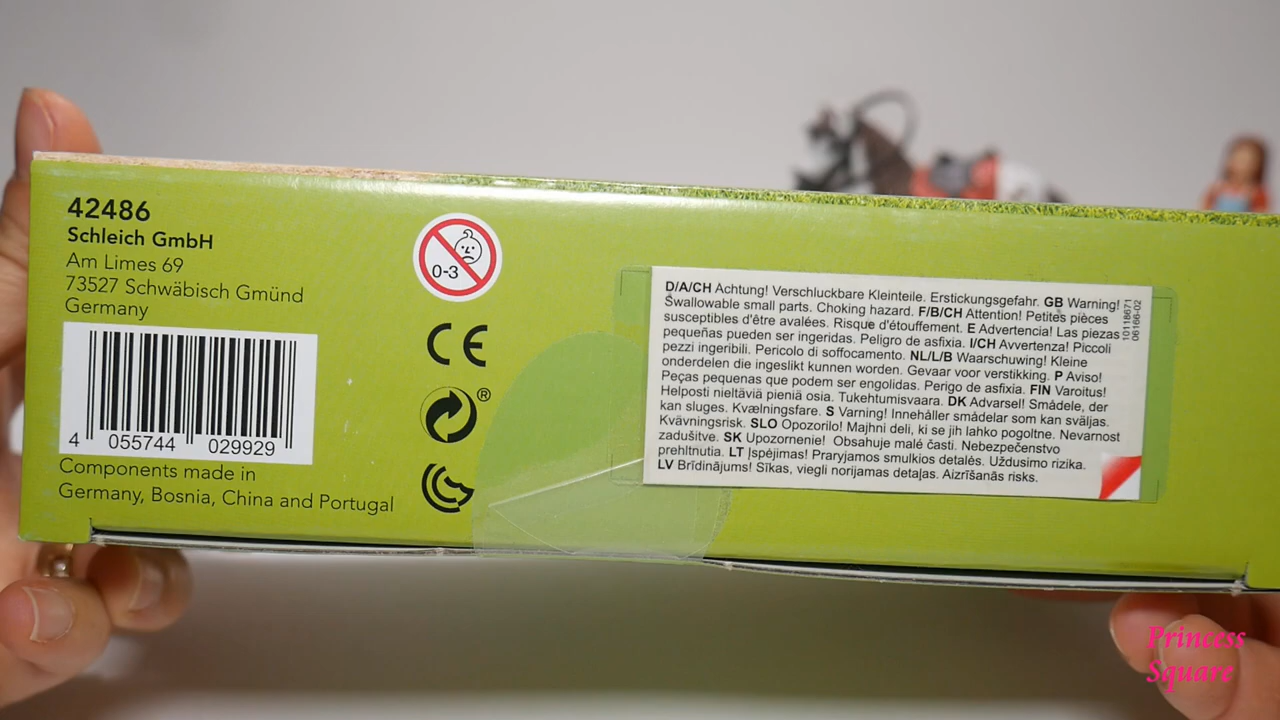 42486
Schleich GmbH
Am Limes 69
73527 Schwäbisch Gmünd
Germany
4 055744 029929
Components made in
Germany, Bosnia, China and Portugal
0-3
CE
®
D/A/CH Achtung! Verschluckbare Kleinteile. Erstickungsgefahr. GB Warning!
Swallowable small parts. Choking hazard. F/B/CH Attention! Petites pièces
susceptibles d'être avalées. Risque d'étouffement. E Advertencia! Las piezas
pequeñas pueden ser ingeridas. Peligro de asfixia. I/CH Avvertenza! Piccoli
pezzi ingeribili. Pericolo di soffocamento. NL/L/B Waarschuwing! Kleine
onderdelen die ingeslikt kunnen worden. Gevaar voor verstikking. P Aviso!
Peças pequenas que podem ser engolidas. Perigo de asfixia. FIN Varoitus!
Helposti nieltäviä pieniä osia. Tukehtumisvaara. DK Advarsel! Smådele, der
kan sluges. Kvælningsfare. S Varning! Innehåller smådelar som kan sväljas.
Kvävningsrisk. SLO Opozorilo! Majhni deli, ki se jih lahko pogoltne. Nevarnost
zadušitve. SK Upozornenie! Obsahuje malé časti. Nebezpečenstvo
prehltnutia. LT Įspėjimas! Praryjamos smulkios detalės. Uždusimo rizika.
LV Brīdinājums! Sīkas, viegli norijamas detaļas. Aizrīšanās risks.
10118671
06166-02
Princess
Square